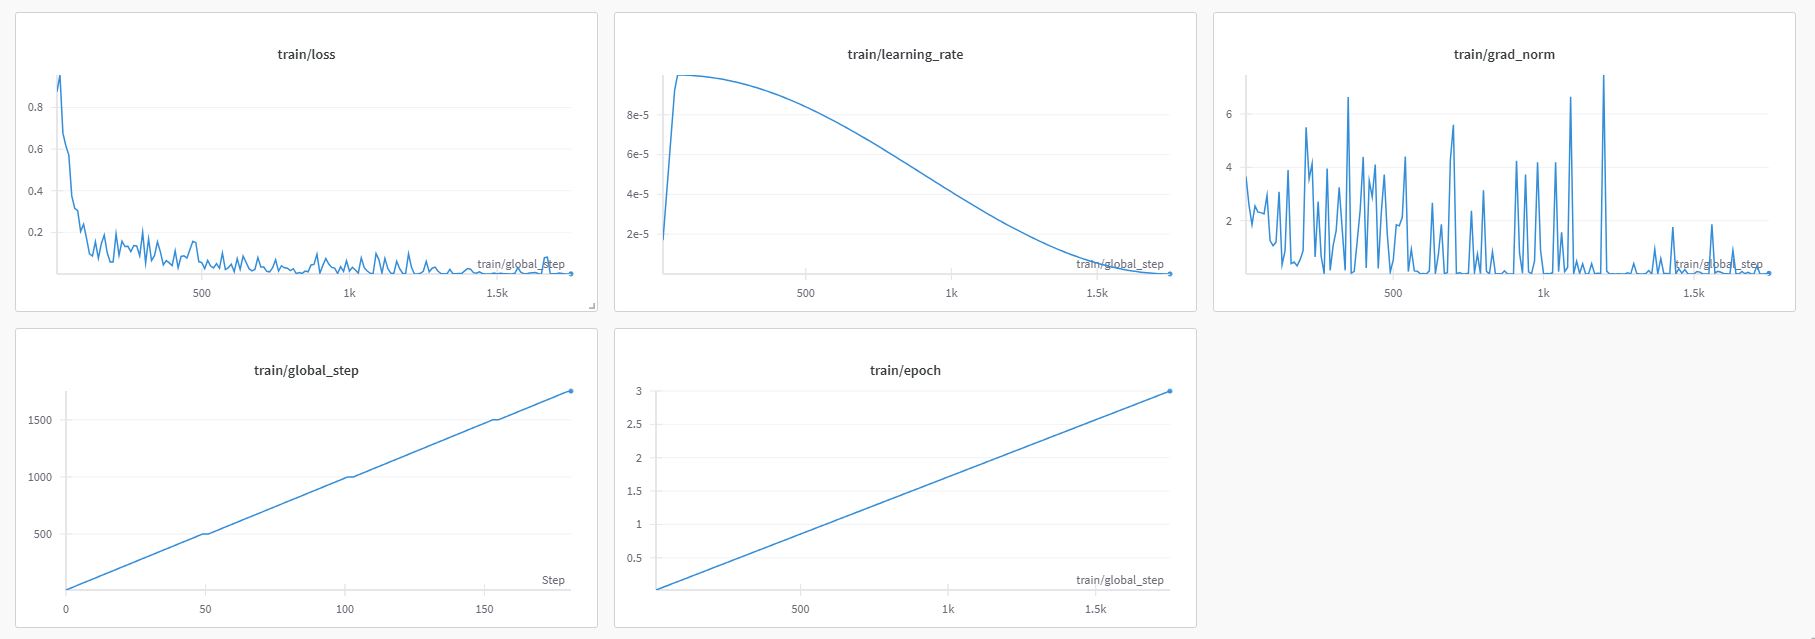 train/loss
0.8
0.6
0.4
0.2
train/global_step
500
1k
1.5k
train/learning_rate
8e-5
6e-5
4e-5
2e-5
train/global_step
500
1k
1.5k
train/grad_norm
6
4
2
train/global_step
500
1k
1.5k
train/global_step
1500
1000
500
Step
0
50
100
150
train/epoch
3
2.5
2
1.5
1
0.5
train/global_step
500
1k
1.5k